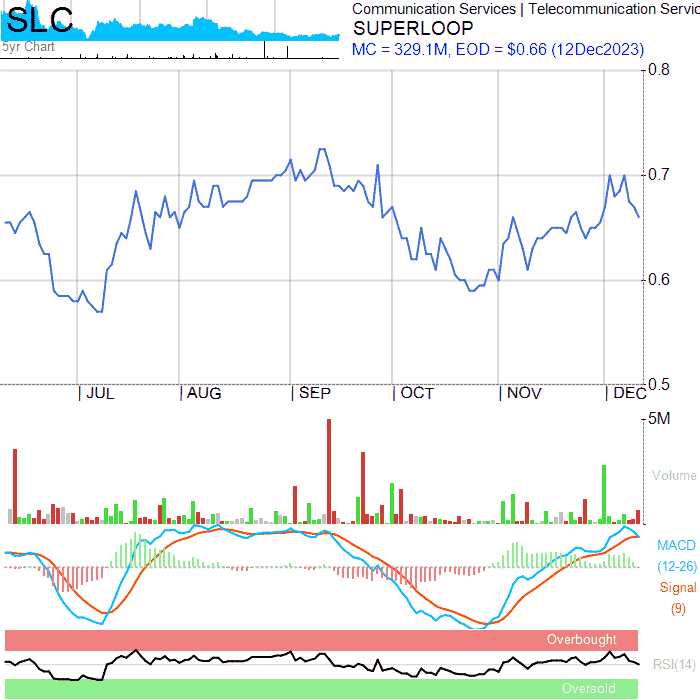 SLC
5yr Chart
Communication Services | Telecommunication Servic
SUPERLOOP
MC = 329.1M, EOD = $0.66 (12Dec2023)
0.8
0.7
0.6
0.5
JUL AUG SEP OCT NOV DEC
5M
Volume
MACD
(12-26)
Signal
(9)
Overbought
RSI(14)
Oversold